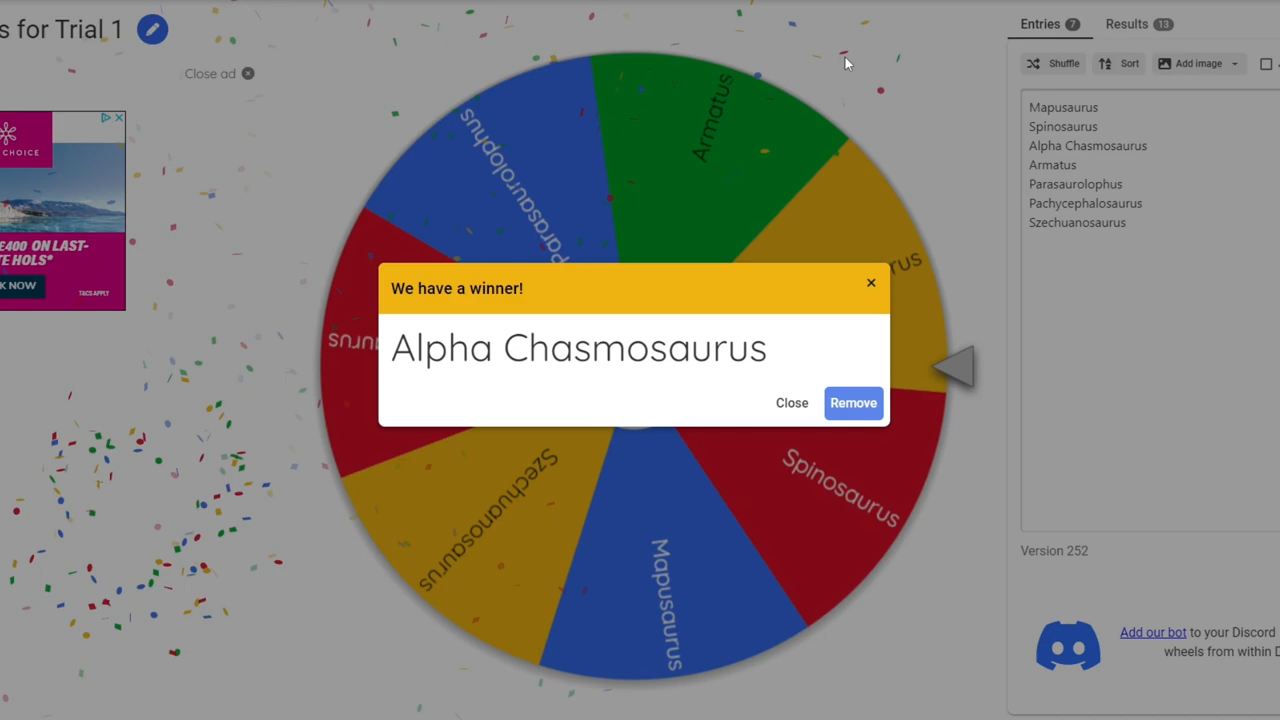 s for Trial 1
Close ad
CHOICE
£400 ON LAST-
TE HOLS*
K NOW
T&CS APPLY
Parasaurolophus
Armatus
urus
rus
Szechuanosaurus
Mapusaurus
Spinosaurus
We have a winner!
Alpha Chasmosaurus
Close
Remove
Entries 7
Results 13
Shuffle
Sort
Add image
Mapusaurus
Spinosaurus
Alpha Chasmosaurus
Armatus
Parasaurolophus
Pachycephalosaurus
Szechuanosaurus
Version 252
Add our bot to your Discord
wheels from within D